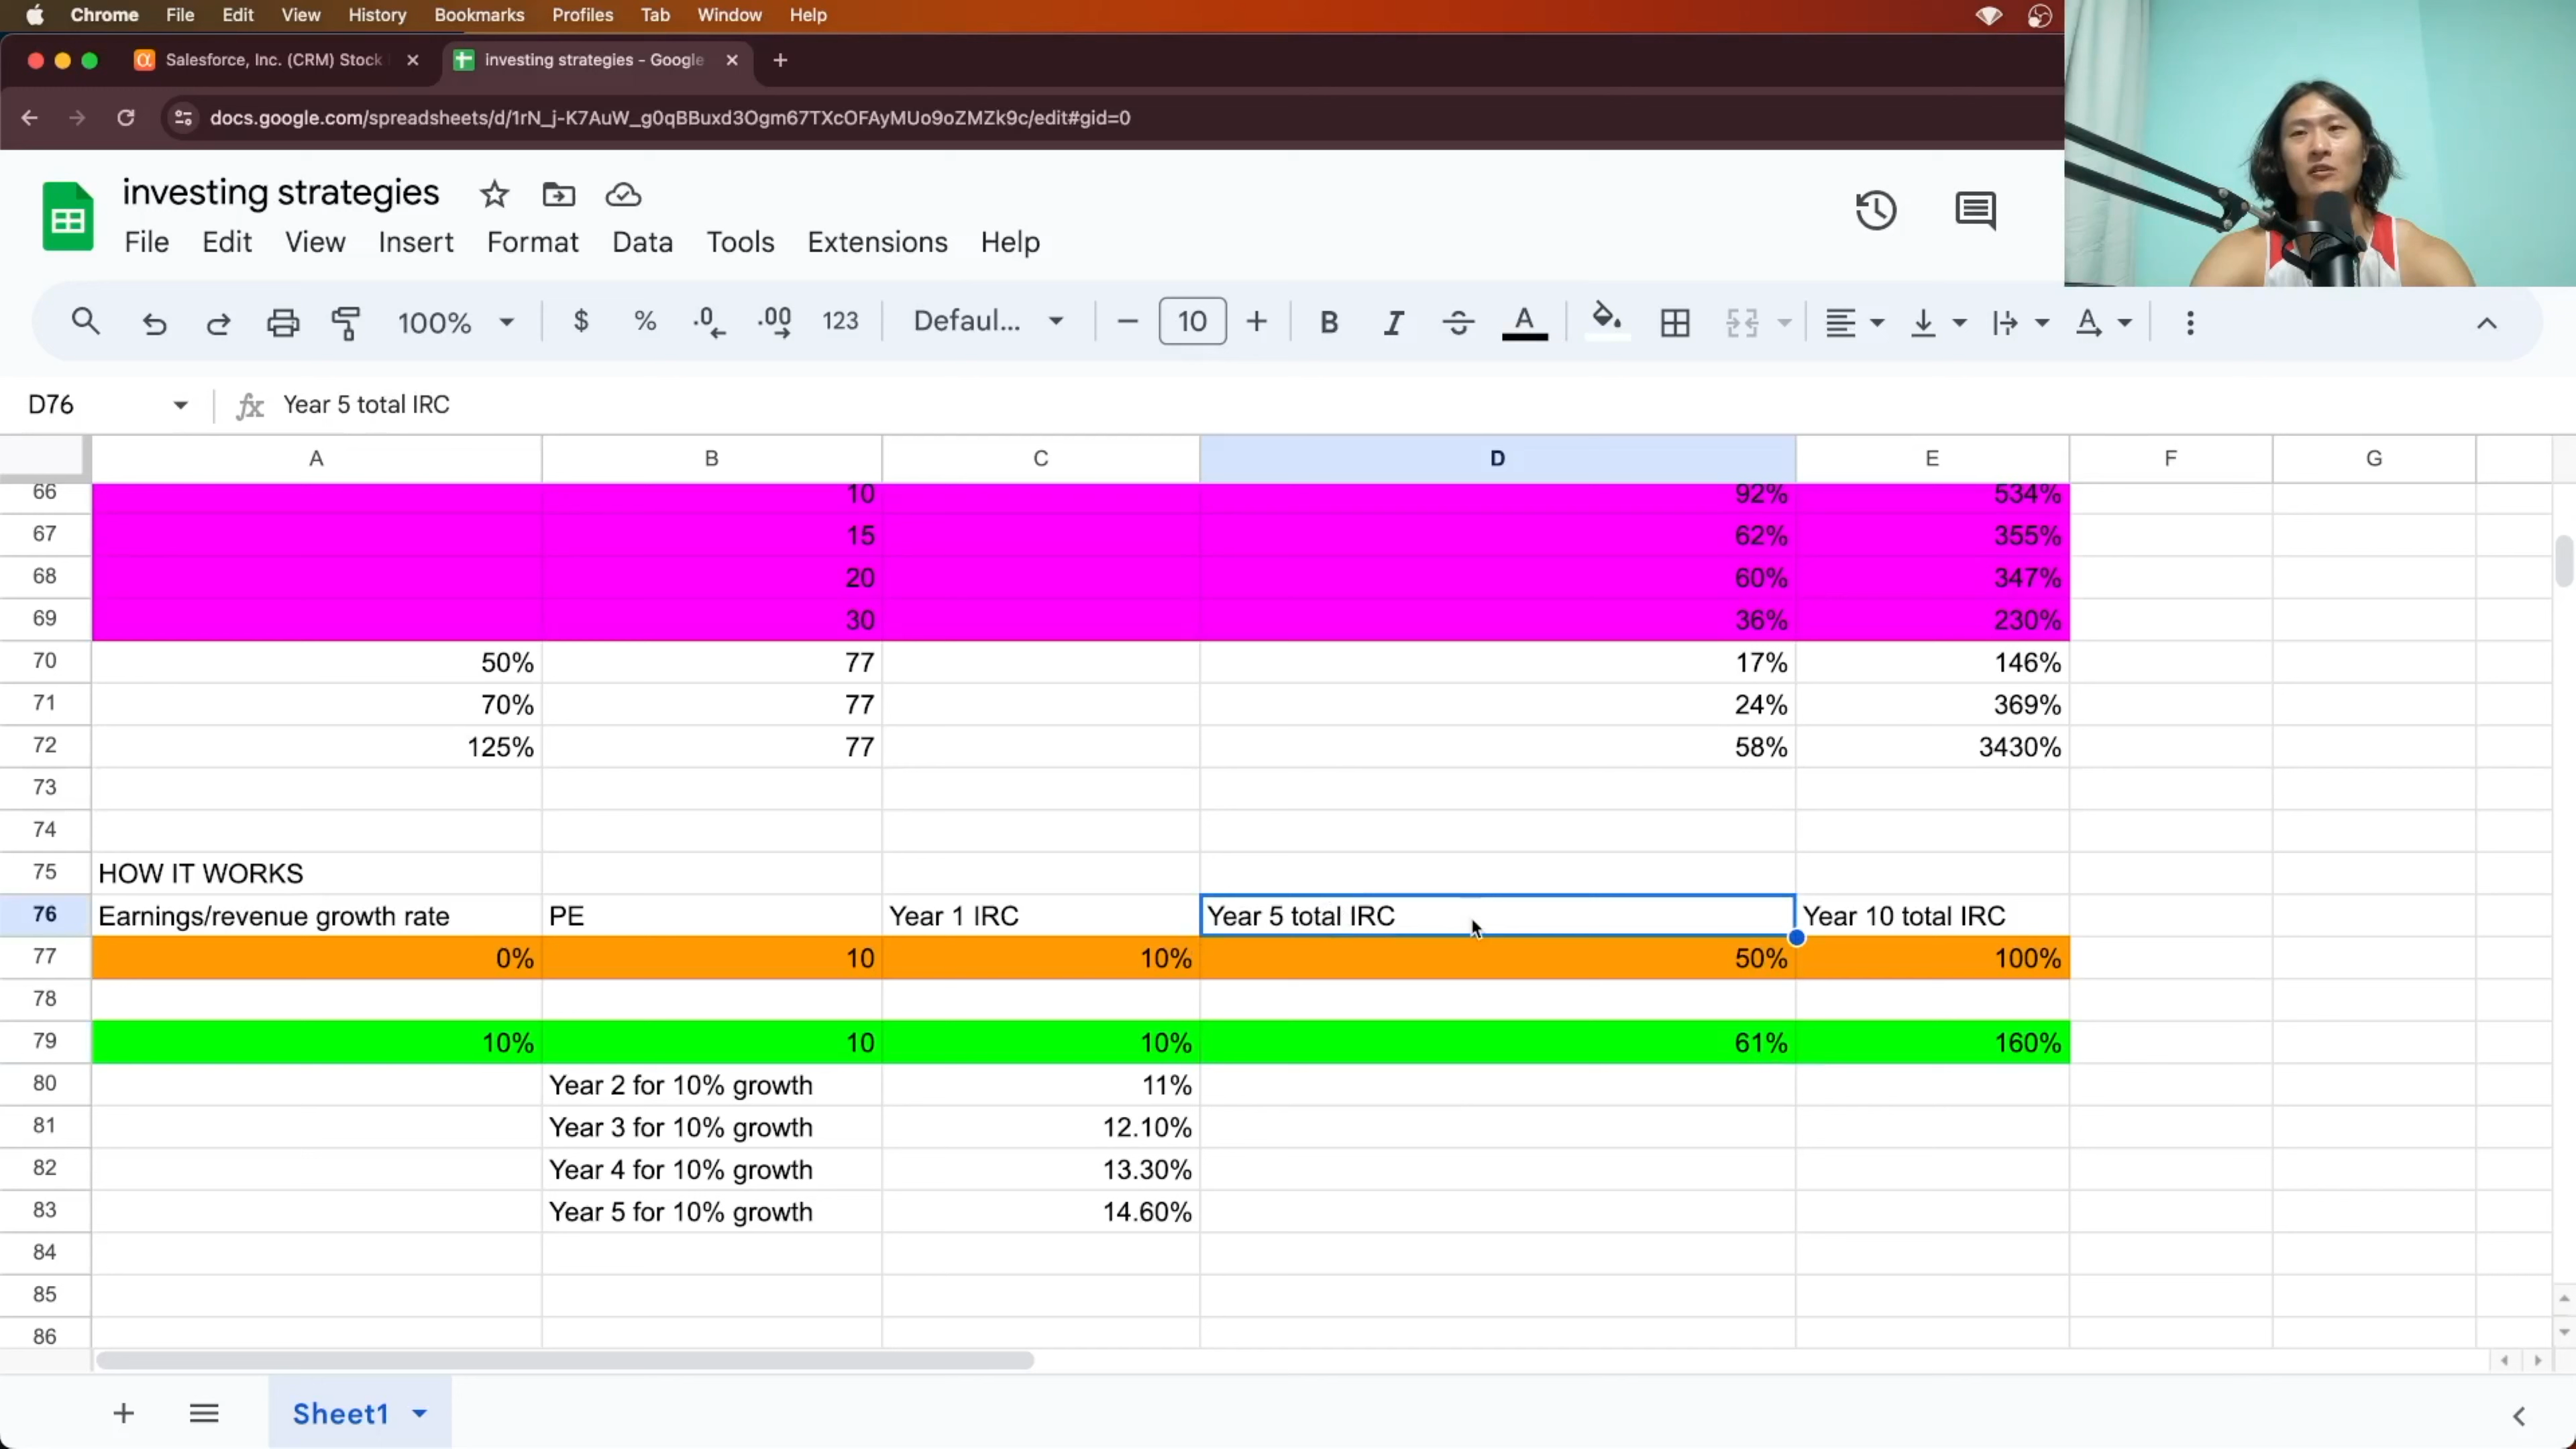 Chrome File Edit View History Bookmarks Profiles Tab Window Help
Salesforce, Inc. (CRM) Stock
investing strategies - Google
docs.google.com/spreadsheets/d/1rN_j-K7AuW_g0qBBuxd3Ogm67TXcOFAyMUo9oZMZk9c/edit#gid=0
investing strategies
File Edit View Insert Format Data Tools Extensions Help
100% $ % .0 .00 123 Defaul... 10 B I S A A
D76 fx Year 5 total IRC
A B C D E F G
66 10 92% 534%
67 15 62% 355%
68 20 60% 347%
69 30 36% 230%
70 50% 77 17% 146%
71 70% 77 24% 369%
72 125% 77 58% 3430%
73
74
75 HOW IT WORKS
76 Earnings/revenue growth rate PE Year 1 IRC Year 5 total IRC Year 10 total IRC
77 0% 10 10% 50% 100%
78
79 10% 10 10% 61% 160%
80 Year 2 for 10% growth 11%
81 Year 3 for 10% growth 12.10%
82 Year 4 for 10% growth 13.30%
83 Year 5 for 10% growth 14.60%
84
85
86
Sheet1